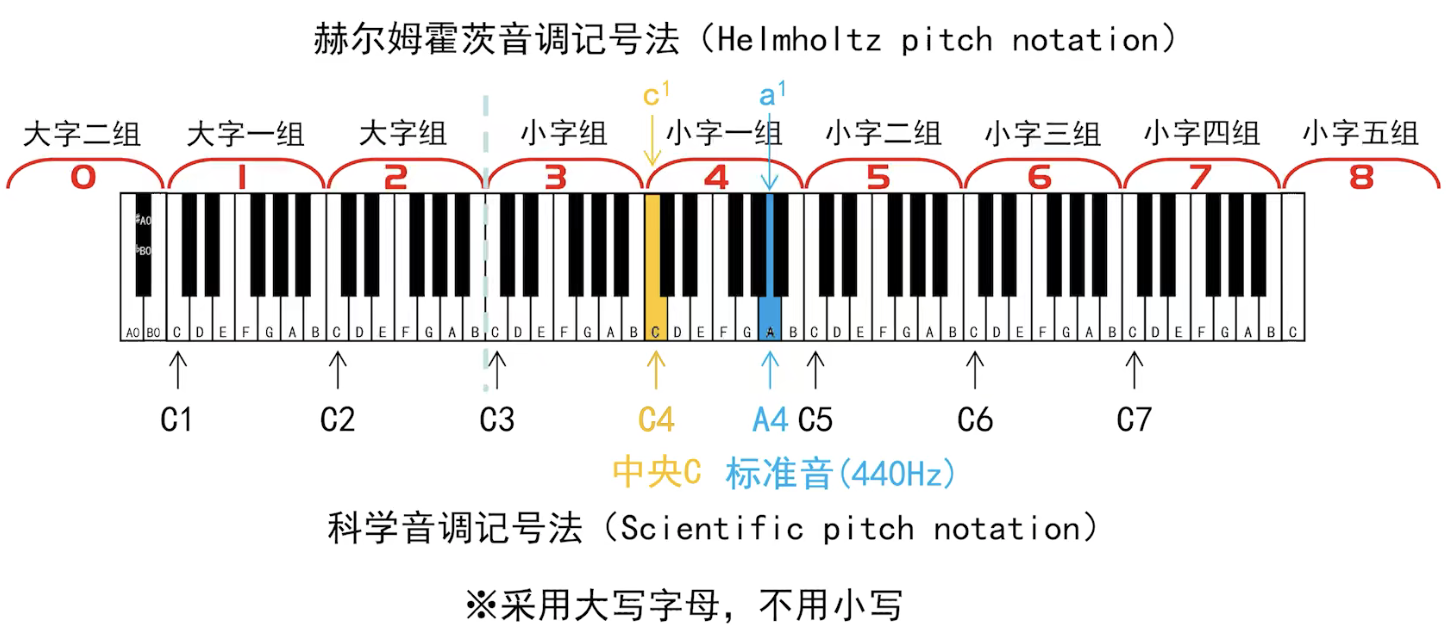 赫尔姆霍茨音调记号法（Helmholtz pitch notation）
c¹ a¹
大字二组 大字一组 大字组 小字组 小字一组 小字二组 小字三组 小字四组 小字五组
0 1 2 3 4 5 6 7 8
#A0
bB0
A0 B0 C D E F G A B C D E F G A B C D E F G A B C D E F G A B C D E F G A B C D E F G A B C D E F G A B C
C1 C2 C3 C4 A4 C5 C6 C7
中央C 标准音(440Hz)
科学音调记号法（Scientific pitch notation）
※采用大写字母，不用小写